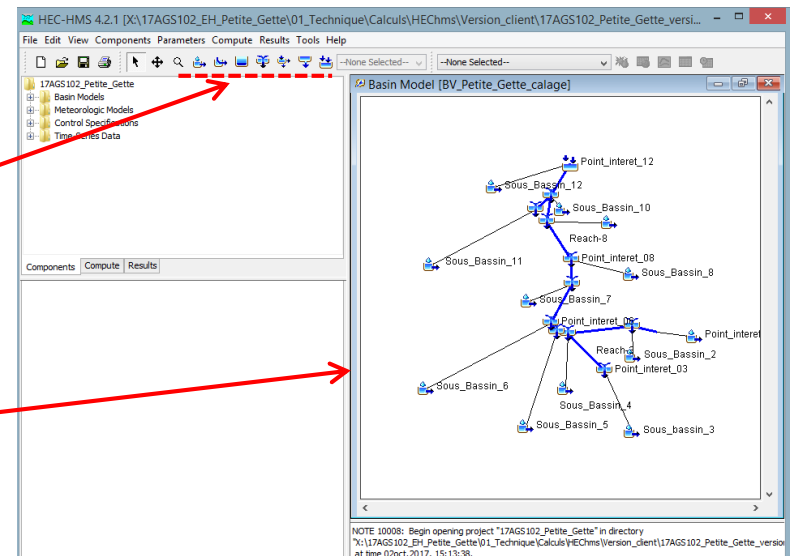 HEC-HMS 4.2.1 [X:\17AGS102_EH_Petite_Gette\01_Technique\Calculs\HEChms\Version_client\17AGS102_Petite_Gette_versi...
File Edit View Components Parameters Compute Results Tools Help
--None Selected-- --None Selected--
17AGS102_Petite_Gette
Basin Models
Meteorologic Models
Control Specifications
Time-Series Data
Components Compute Results
Basin Model [BV_Petite_Gette_calage]
Point_interet_12
Sous_Bassin_12
Sous_Bassin_10
Reach-8
Sous_Bassin_11
Point_interet_08
Sous_Bassin_8
Sous_Bassin_7
Point_interet_
Point_interet
Reach-
Sous_Bassin_2
Point_interet_03
Sous_Bassin_6
Sous_Bassin_4
Sous_Bassin_5
Sous_bassin_3
NOTE 10008: Begin opening project "17AGS102_Petite_Gette" in directory
"X:\17AGS102_EH_Petite_Gette\01_Technique\Calculs\HEChms\Version_client\17AGS102_Petite_Gette_version
at time 02oct.2017, 15:13:38.